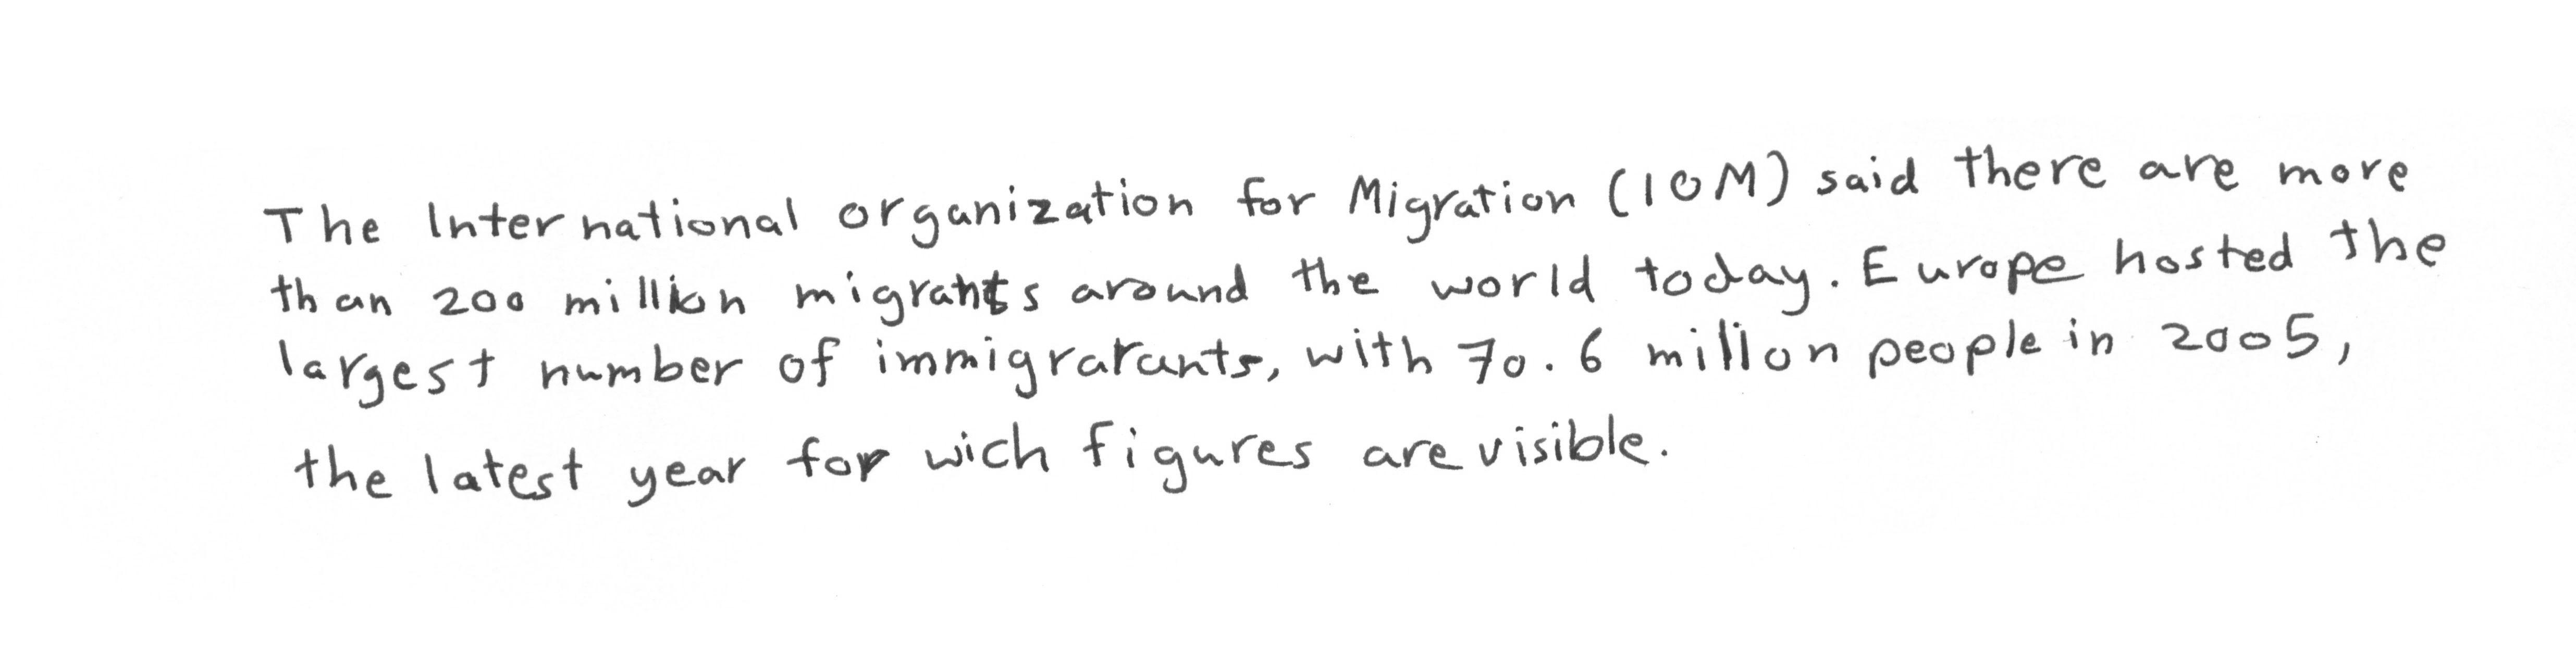 The International organization for Migration (IOM) said there are more
than 200 million migrants around the world today. Europe hosted the
largest number of immigratants, with 70.6 millon people in 2005,
the latest year for wich figures are visible.